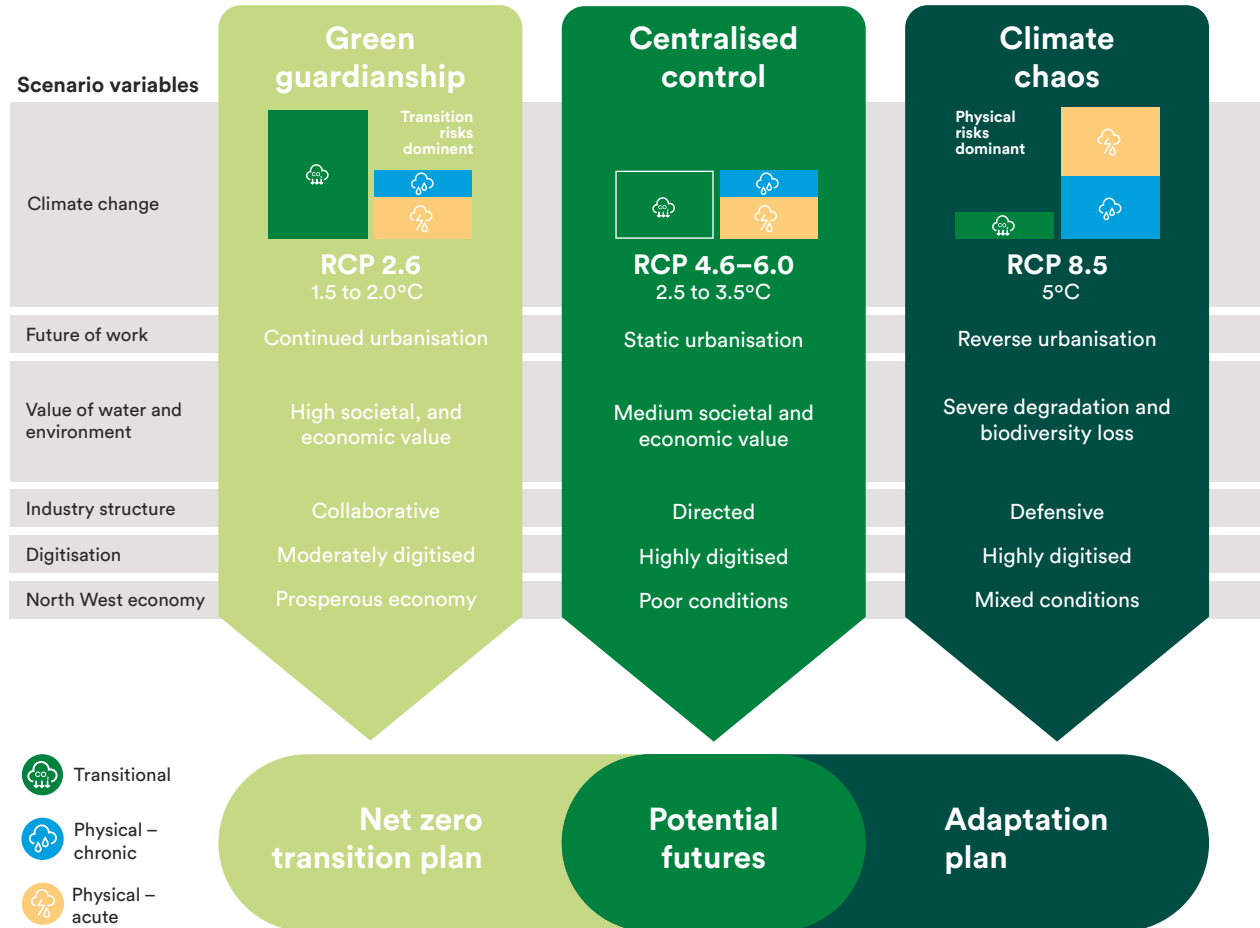 Green
guardianship
Centralised
control
Climate
chaos
Scenario variables
Climate change
Transition
risks
dominent
Physical
risks
dominant
RCP 2.6
1.5 to 2.0°C
RCP 4.6–6.0
2.5 to 3.5°C
RCP 8.5
5°C
Future of work
Continued urbanisation
Static urbanisation
Reverse urbanisation
Value of water and
environment
High societal, and
economic value
Medium societal and
economic value
Severe degradation and
biodiversity loss
Industry structure
Collaborative
Directed
Defensive
Digitisation
Moderately digitised
Highly digitised
Highly digitised
North West economy
Prosperous economy
Poor conditions
Mixed conditions
Transitional
Physical –
chronic
Physical –
acute
Net zero
transition plan
Potential
futures
Adaptation
plan